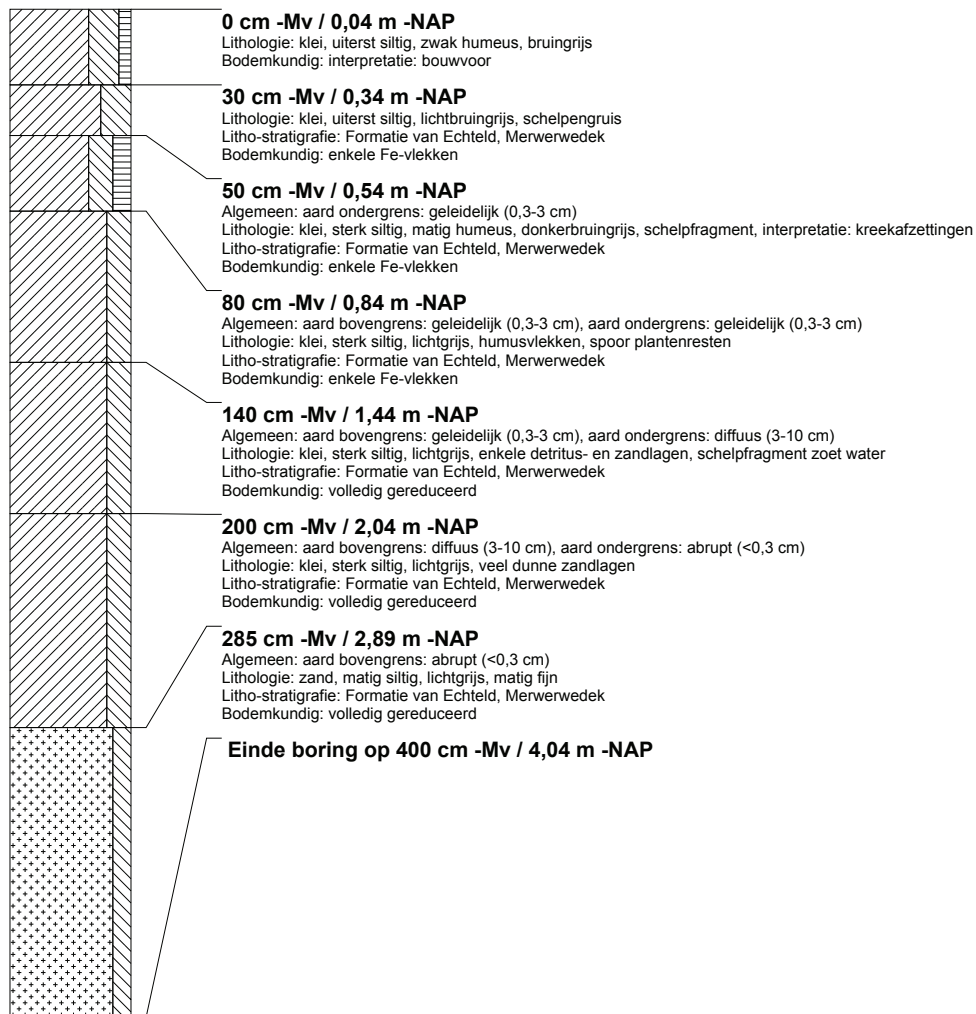 0 cm -Mv / 0,04 m -NAP
Lithologie: klei, uiterst siltig, zwak humeus, bruingrijs
Bodemkundig: interpretatie: bouwvoor
30 cm -Mv / 0,34 m -NAP
Lithologie: klei, uiterst siltig, lichtbruingrijs, schelpengruis
Litho-stratigrafie: Formatie van Echteld, Merwerwedek
Bodemkundig: enkele Fe-vlekken
50 cm -Mv / 0,54 m -NAP
Algemeen: aard ondergrens: geleidelijk (0,3-3 cm)
Lithologie: klei, sterk siltig, matig humeus, donkerbruingrijs, schelpfragment, interpretatie: kreekafzettingen
Litho-stratigrafie: Formatie van Echteld, Merwerwedek
Bodemkundig: enkele Fe-vlekken
80 cm -Mv / 0,84 m -NAP
Algemeen: aard bovengrens: geleidelijk (0,3-3 cm), aard ondergrens: geleidelijk (0,3-3 cm)
Lithologie: klei, sterk siltig, lichtgrijs, humusvlekken, spoor plantenresten
Litho-stratigrafie: Formatie van Echteld, Merwerwedek
Bodemkundig: enkele Fe-vlekken
140 cm -Mv / 1,44 m -NAP
Algemeen: aard bovengrens: geleidelijk (0,3-3 cm), aard ondergrens: diffuus (3-10 cm)
Lithologie: klei, sterk siltig, lichtgrijs, enkele detritus- en zandlagen, schelpfragment zoet water
Litho-stratigrafie: Formatie van Echteld, Merwerwedek
Bodemkundig: volledig gereduceerd
200 cm -Mv / 2,04 m -NAP
Algemeen: aard bovengrens: diffuus (3-10 cm), aard ondergrens: abrupt (<0,3 cm)
Lithologie: klei, sterk siltig, lichtgrijs, veel dunne zandlagen
Litho-stratigrafie: Formatie van Echteld, Merwerwedek
Bodemkundig: volledig gereduceerd
285 cm -Mv / 2,89 m -NAP
Algemeen: aard bovengrens: abrupt (<0,3 cm)
Lithologie: zand, matig siltig, lichtgrijs, matig fijn
Litho-stratigrafie: Formatie van Echteld, Merwerwedek
Bodemkundig: volledig gereduceerd
Einde boring op 400 cm -Mv / 4,04 m -NAP